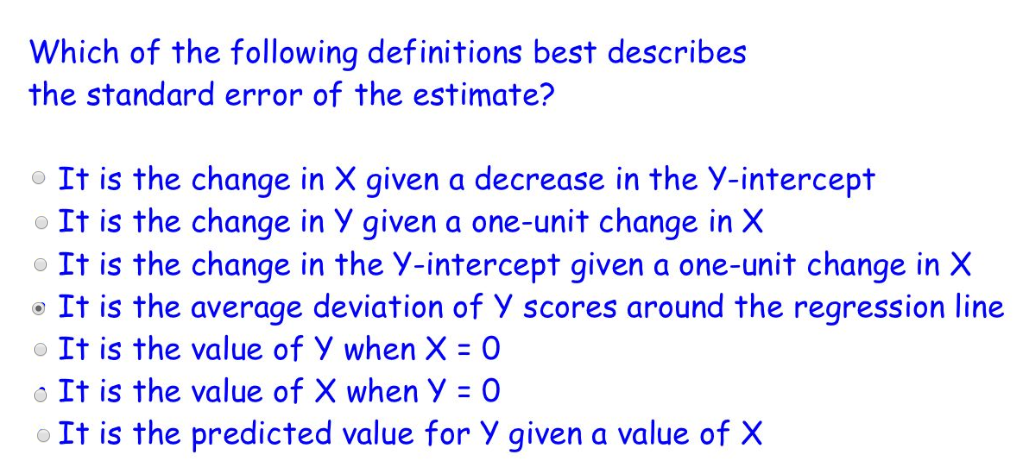 Which of the following definitions best describes
the standard error of the estimate?
It is the change in X given a decrease in the Y-intercept
It is the change in Y given a one-unit change in X
It is the change in the Y-intercept given a one-unit change in X
It is the average deviation of Y scores around the regression line
It is the value of Y when X = 0
It is the value of X when Y = 0
It is the predicted value for Y given a value of X